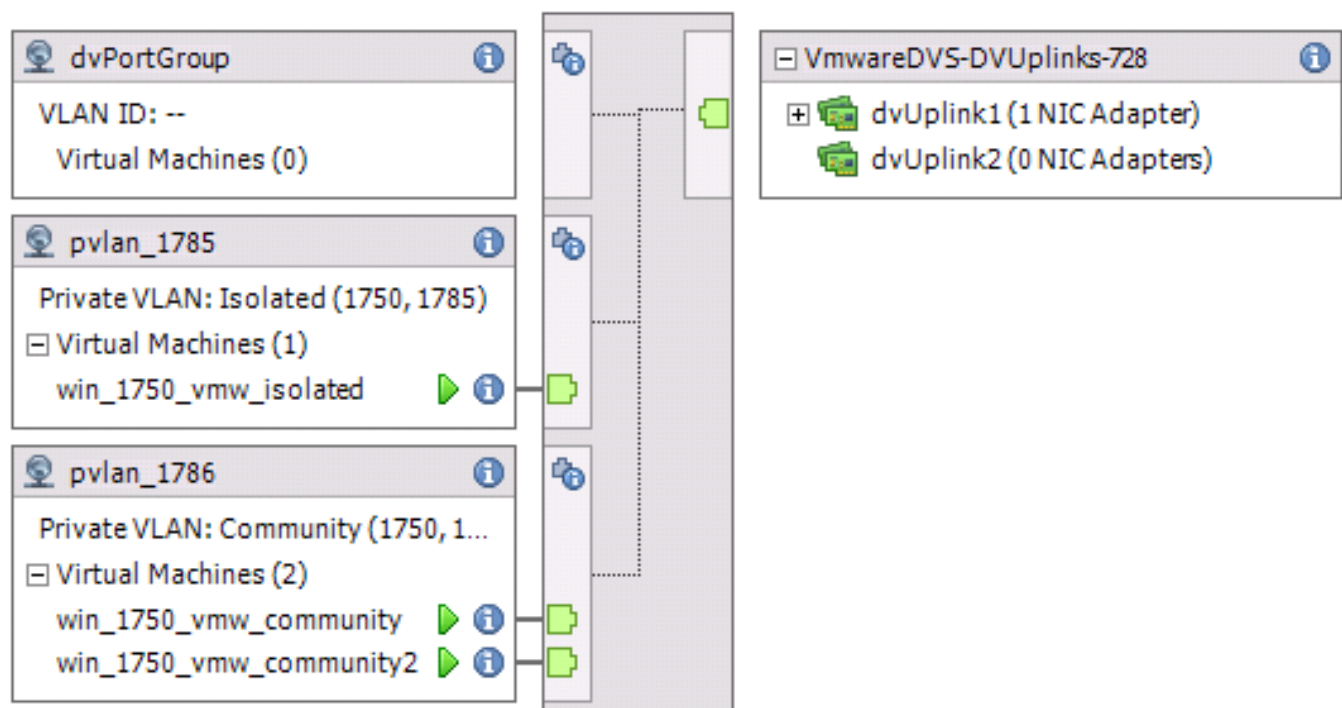 dvPortGroup
VLAN ID: --
Virtual Machines (0)
pvlan_1785
Private VLAN: Isolated (1750, 1785)
Virtual Machines (1)
win_1750_vmw_isolated
pvlan_1786
Private VLAN: Community (1750, 1...
Virtual Machines (2)
win_1750_vmw_community
win_1750_vmw_community2
VmwareDVS-DVUplinks-728
dvUplink1 (1 NIC Adapter)
dvUplink2 (0 NIC Adapters)